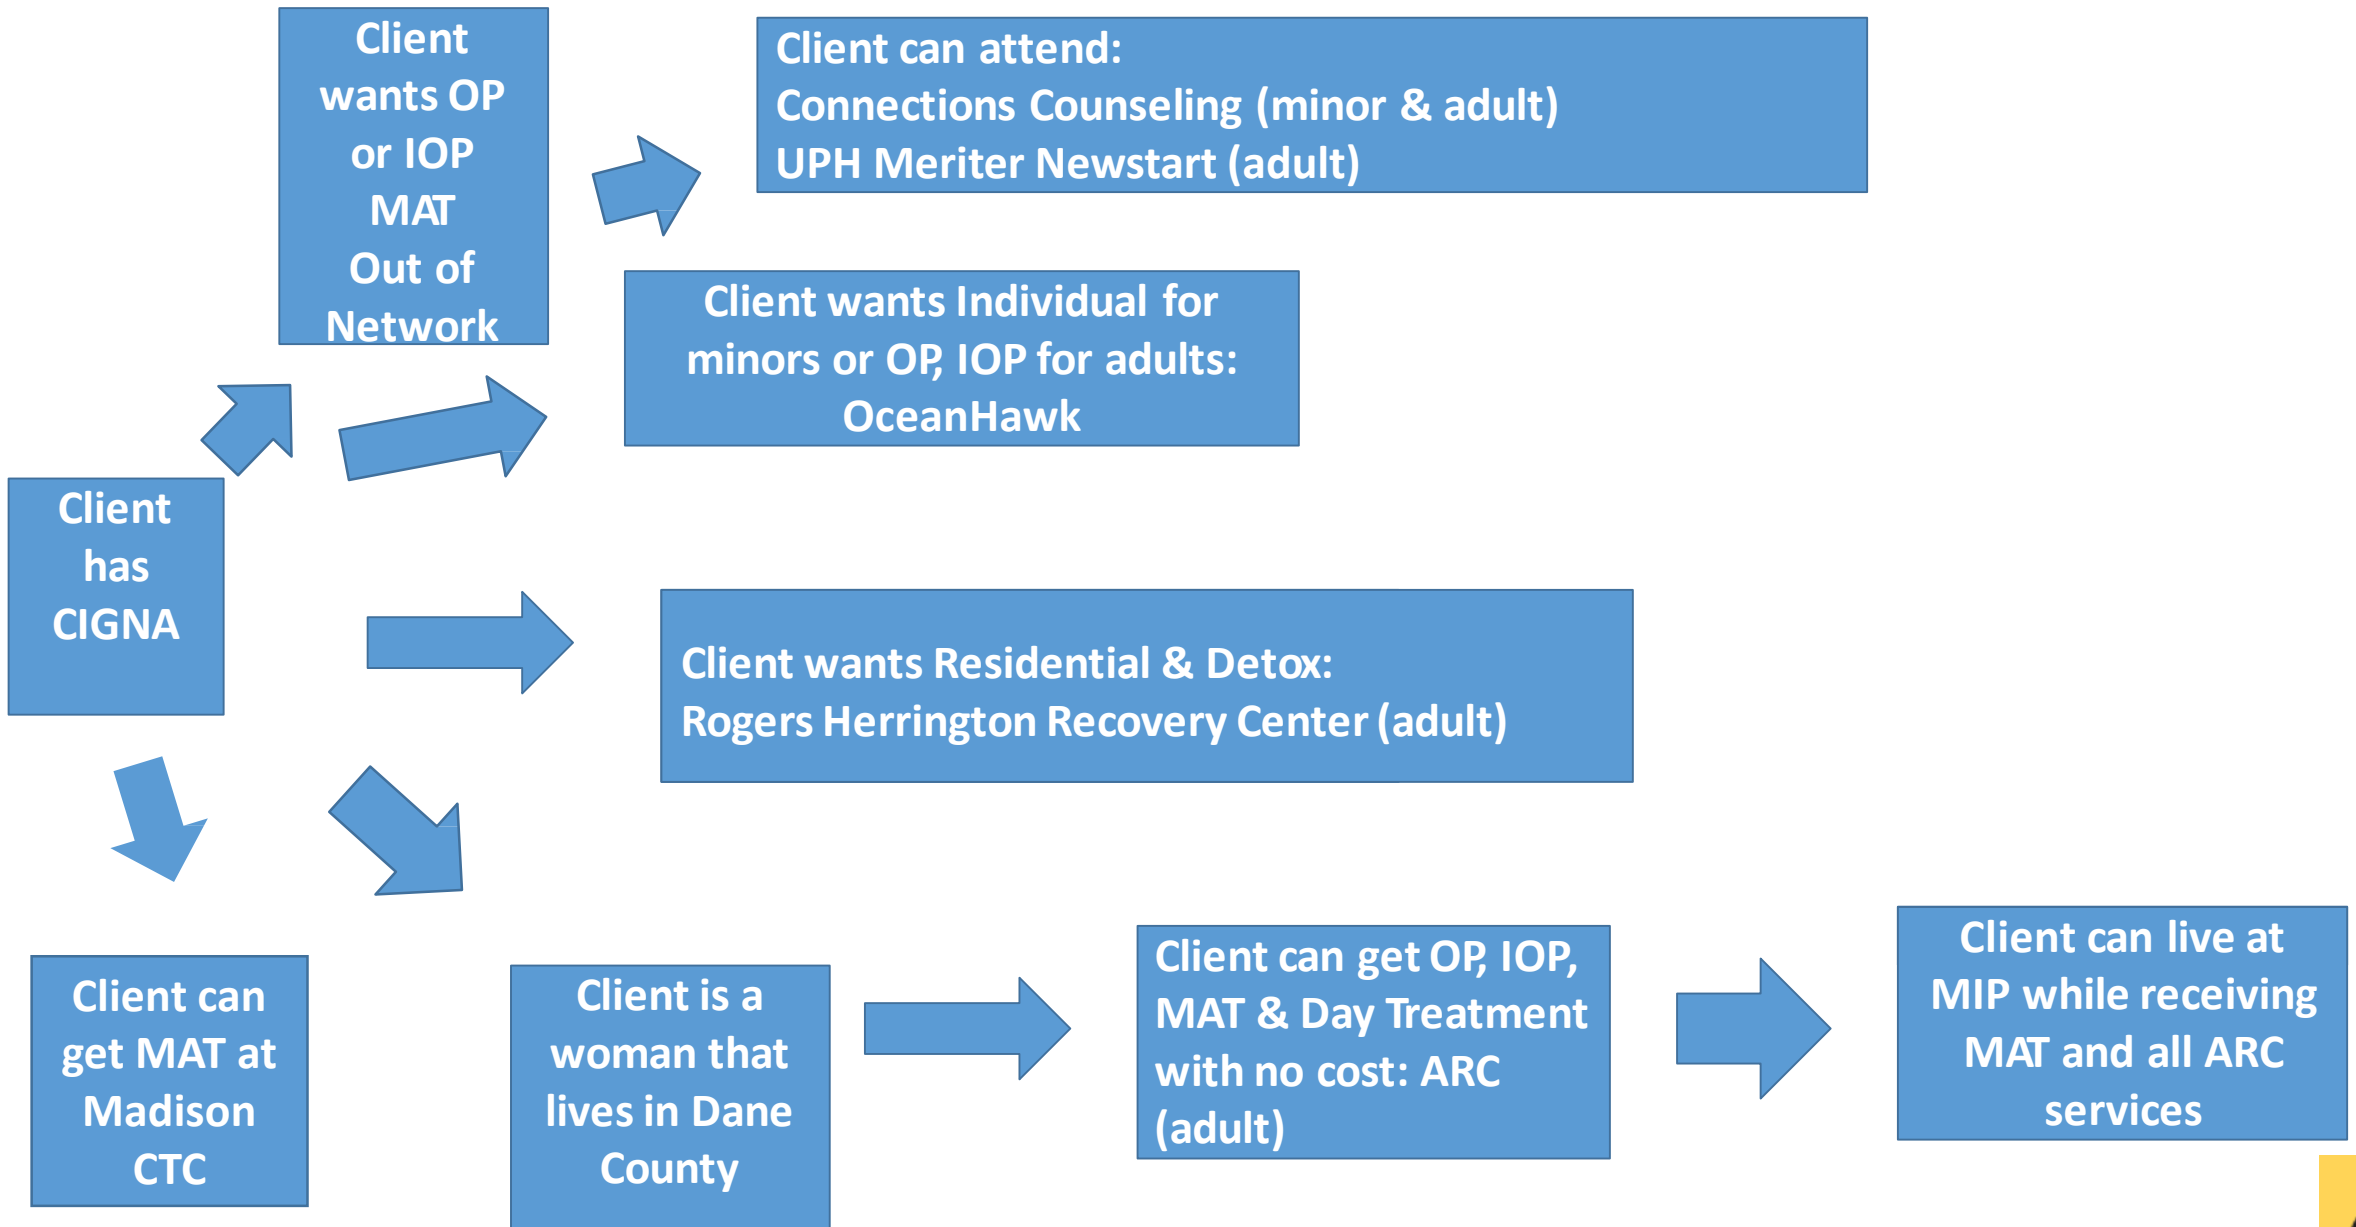 Client
wants OP
or IOP
MAT
Out of
Network
Client can attend:
Connections Counseling (minor & adult)
UPH Meriter Newstart (adult)
Client wants Individual for
minors or OP, IOP for adults:
OceanHawk
Client
has
CIGNA
Client wants Residential & Detox:
Rogers Herrington Recovery Center (adult)
Client can
get MAT at
Madison
CTC
Client is a
woman that
lives in Dane
County
Client can get OP, IOP,
MAT & Day Treatment
with no cost: ARC
(adult)
Client can live at
MIP while receiving
MAT and all ARC
services